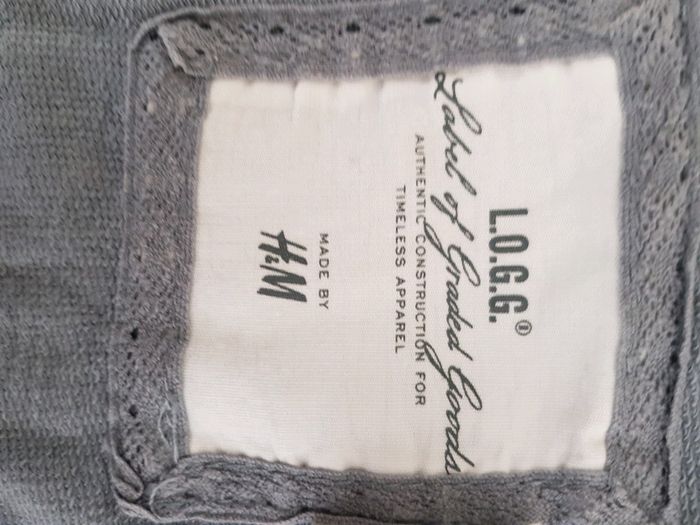 L.O.G.G.®
Label of Graded Goods
AUTHENTIC CONSTRUCTION FOR
TIMELESS APPAREL
MADE BY
H&M